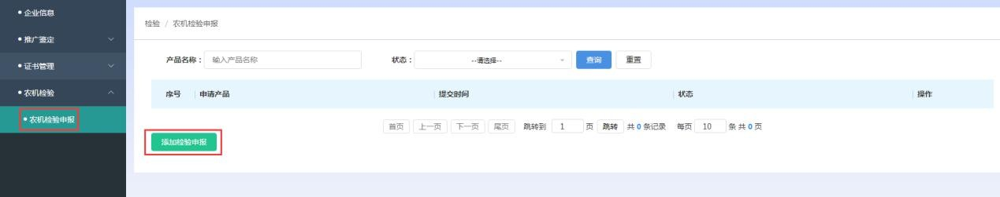 企业信息
推广鉴定
证书管理
农机检验
农机检验申报
检验 / 农机检验申报
产品名称： 输入产品名称 状态： --请选择-- 查询 重置
序号 申请产品 提交时间 状态 操作
首页 上一页 下一页 尾页 跳转到 1 页 跳转 共 0 条记录 每页 10 条 共 0 页
添加检验申报